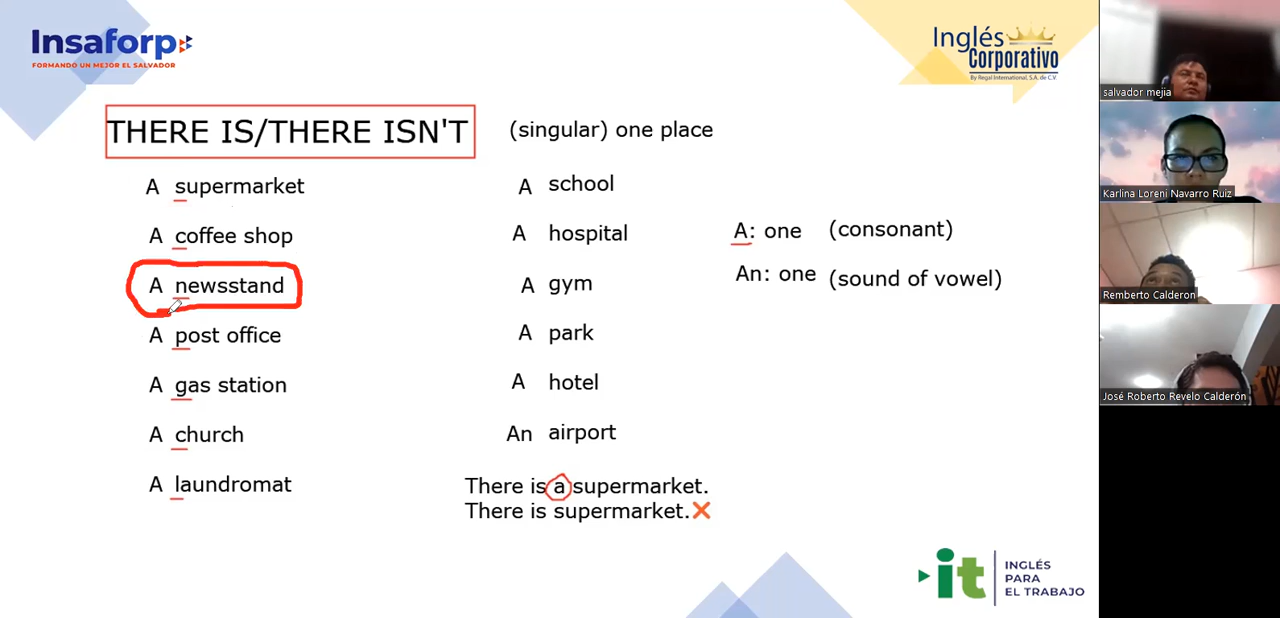 Insaforp
FORMANDO UN MEJOR EL SALVADOR
Inglés
Corporativo
By Regal International, S.A. de C.V.
THERE IS/THERE ISN'T
(singular) one place
A supermarket
A coffee shop
A newsstand
A post office
A gas station
A church
A laundromat
A school
A hospital
A gym
A park
A hotel
An airport
A: one (consonant)
An: one (sound of vowel)
There is a supermarket.
There is supermarket.❌
it
INGLÉS
PARA
EL TRABAJO
salvador mejia
Karlina Loreni Navarro Ruiz
Remberto Calderon
José Roberto Revelo Calderón